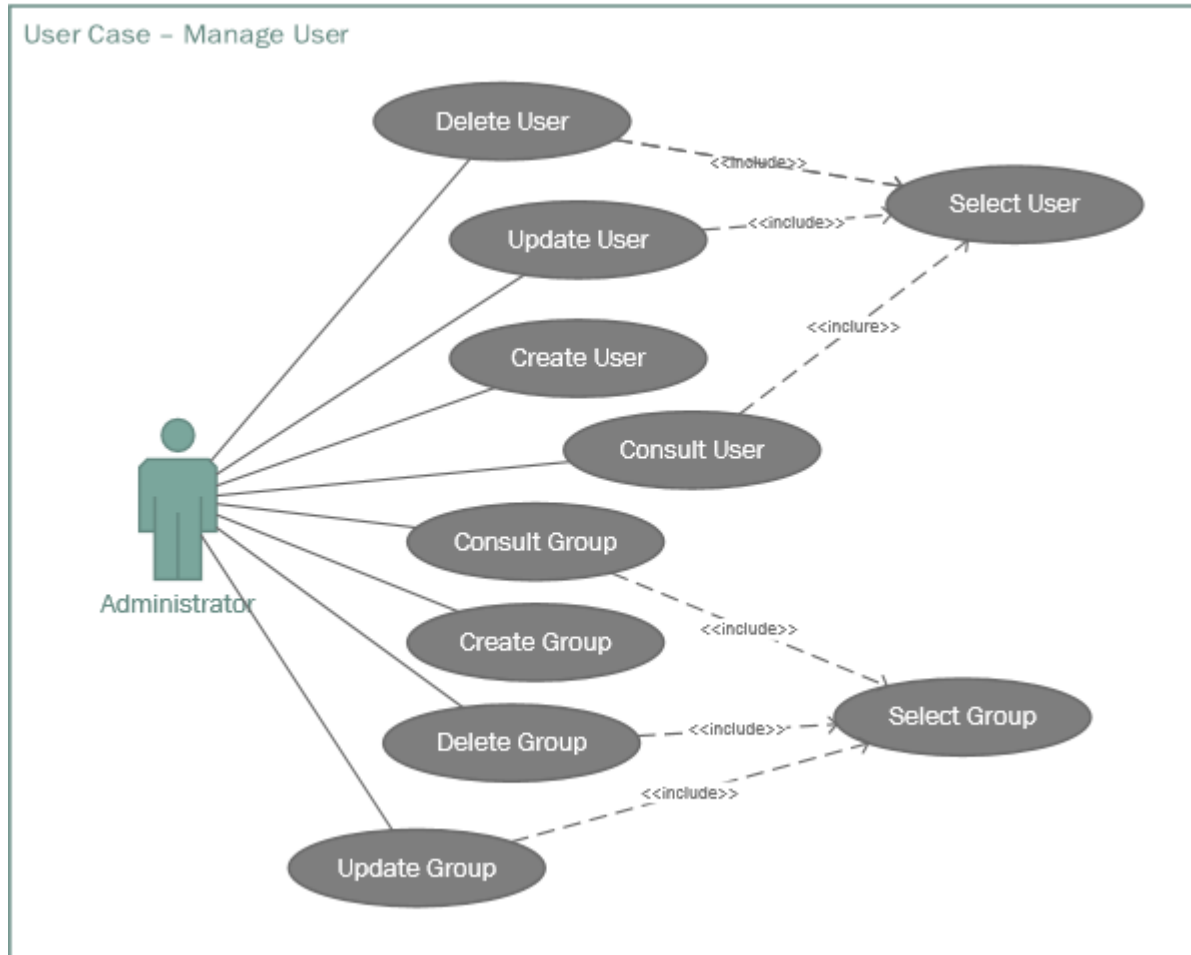 User Case – Manage User
Delete User
<<include>>
Select User
Update User
<<include>>
Create User
<<inclure>>
Consult User
Consult Group
Administrator
<<include>>
Create Group
Select Group
Delete Group
<<include>>
<<include>>
Update Group